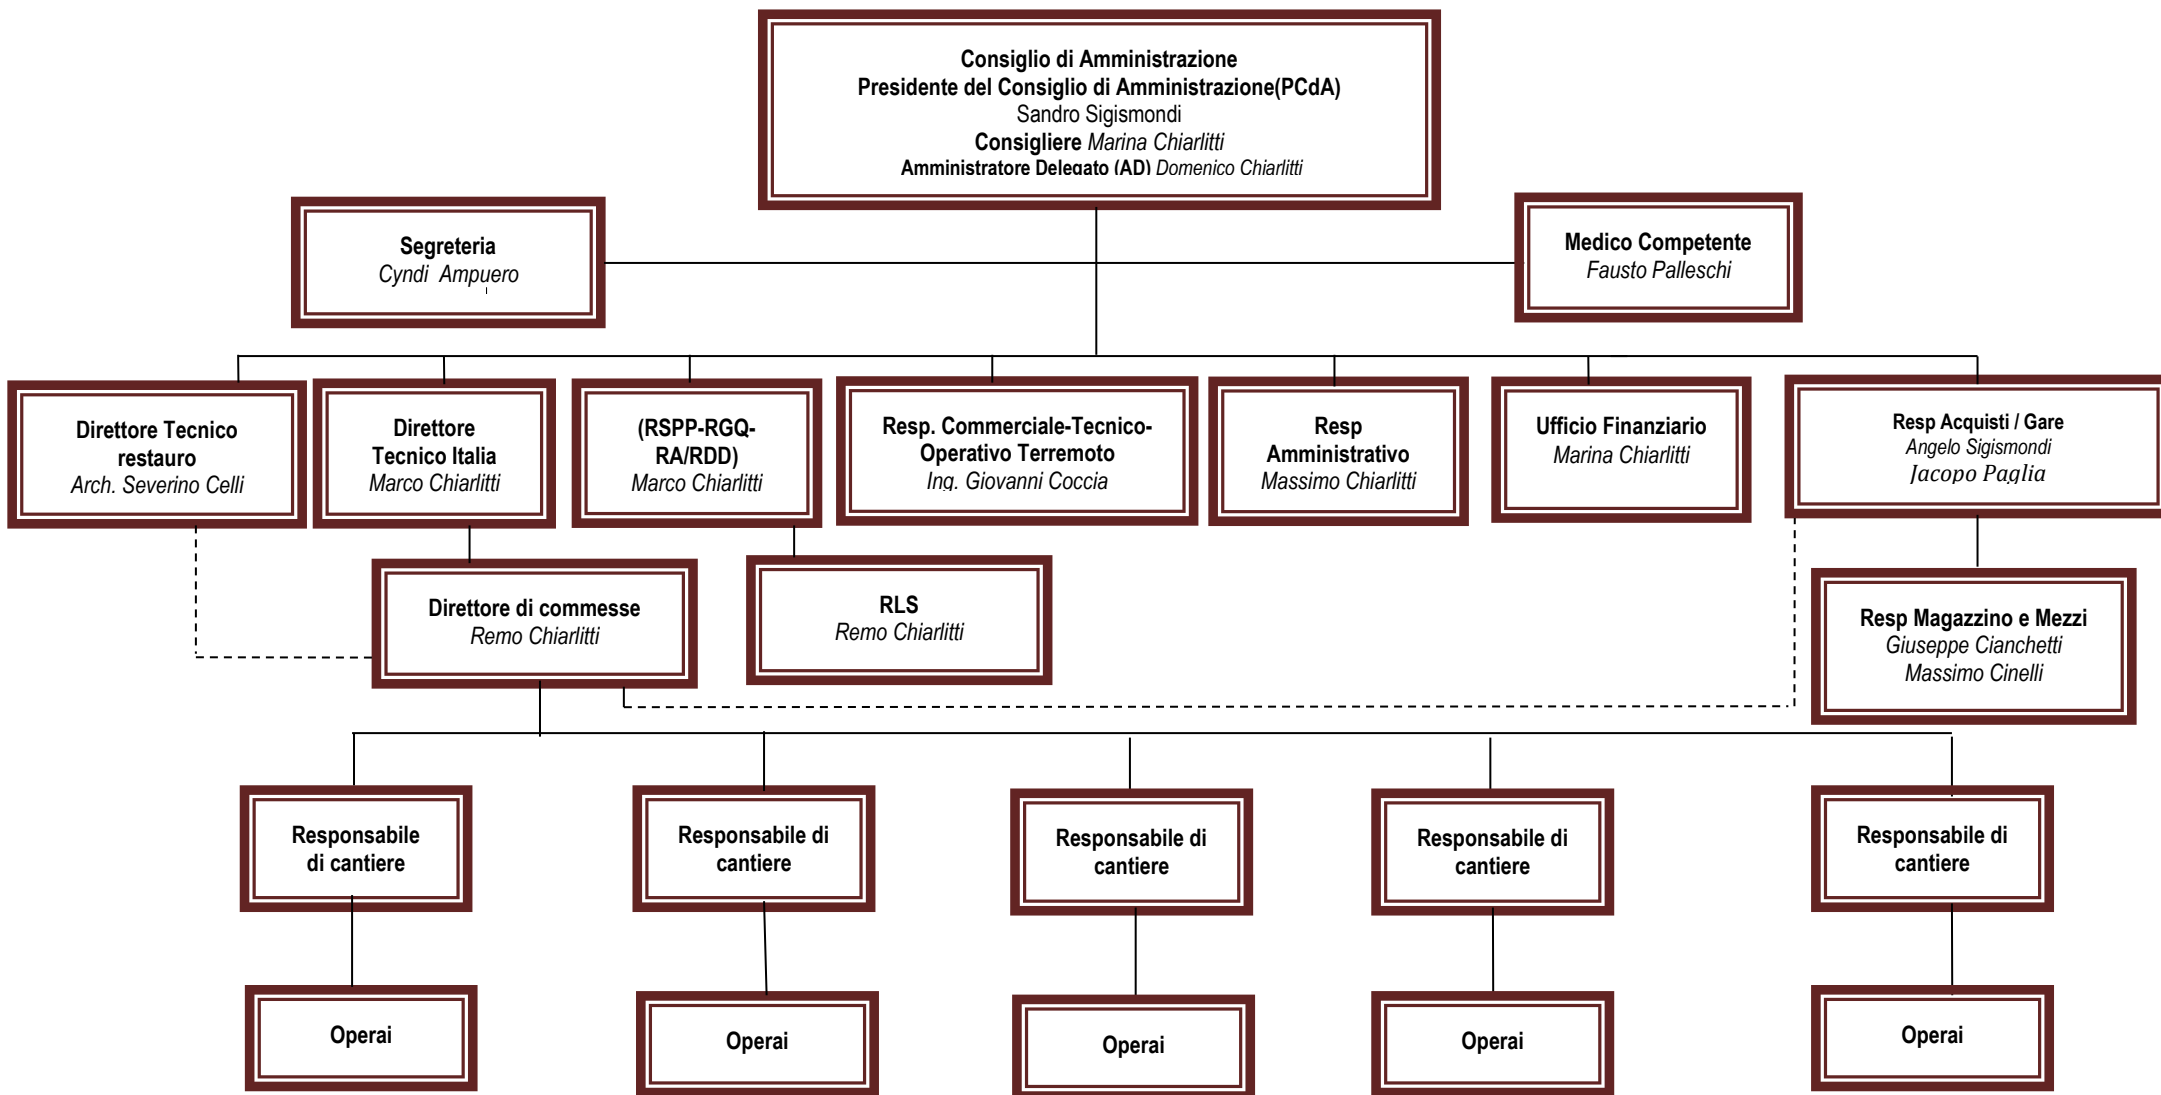 Consiglio di Amministrazione
Presidente del Consiglio di Amministrazione(PCdA)
Sandro Sigismondi
Consigliere Marina Chiarlitti
Amministratore Delegato (AD) Domenico Chiarlitti
Segreteria
Cyndi Ampuero
Medico Competente
Fausto Palleschi
Direttore Tecnico
restauro
Arch. Severino Celli
Direttore
Tecnico Italia
Marco Chiarlitti
(RSPP-RGQ-
RA/RDD)
Marco Chiarlitti
Resp. Commerciale-Tecnico-
Operativo Terremoto
Ing. Giovanni Coccia
Resp
Amministrativo
Massimo Chiarlitti
Ufficio Finanziario
Marina Chiarlitti
Resp Acquisti / Gare
Angelo Sigismondi
Jacopo Paglia
Direttore di commesse
Remo Chiarlitti
RLS
Remo Chiarlitti
Resp Magazzino e Mezzi
Giuseppe Cianchetti
Massimo Cinelli
Responsabile
di cantiere
Responsabile di
cantiere
Responsabile di
cantiere
Responsabile di
cantiere
Responsabile di
cantiere
Operai
Operai
Operai
Operai
Operai